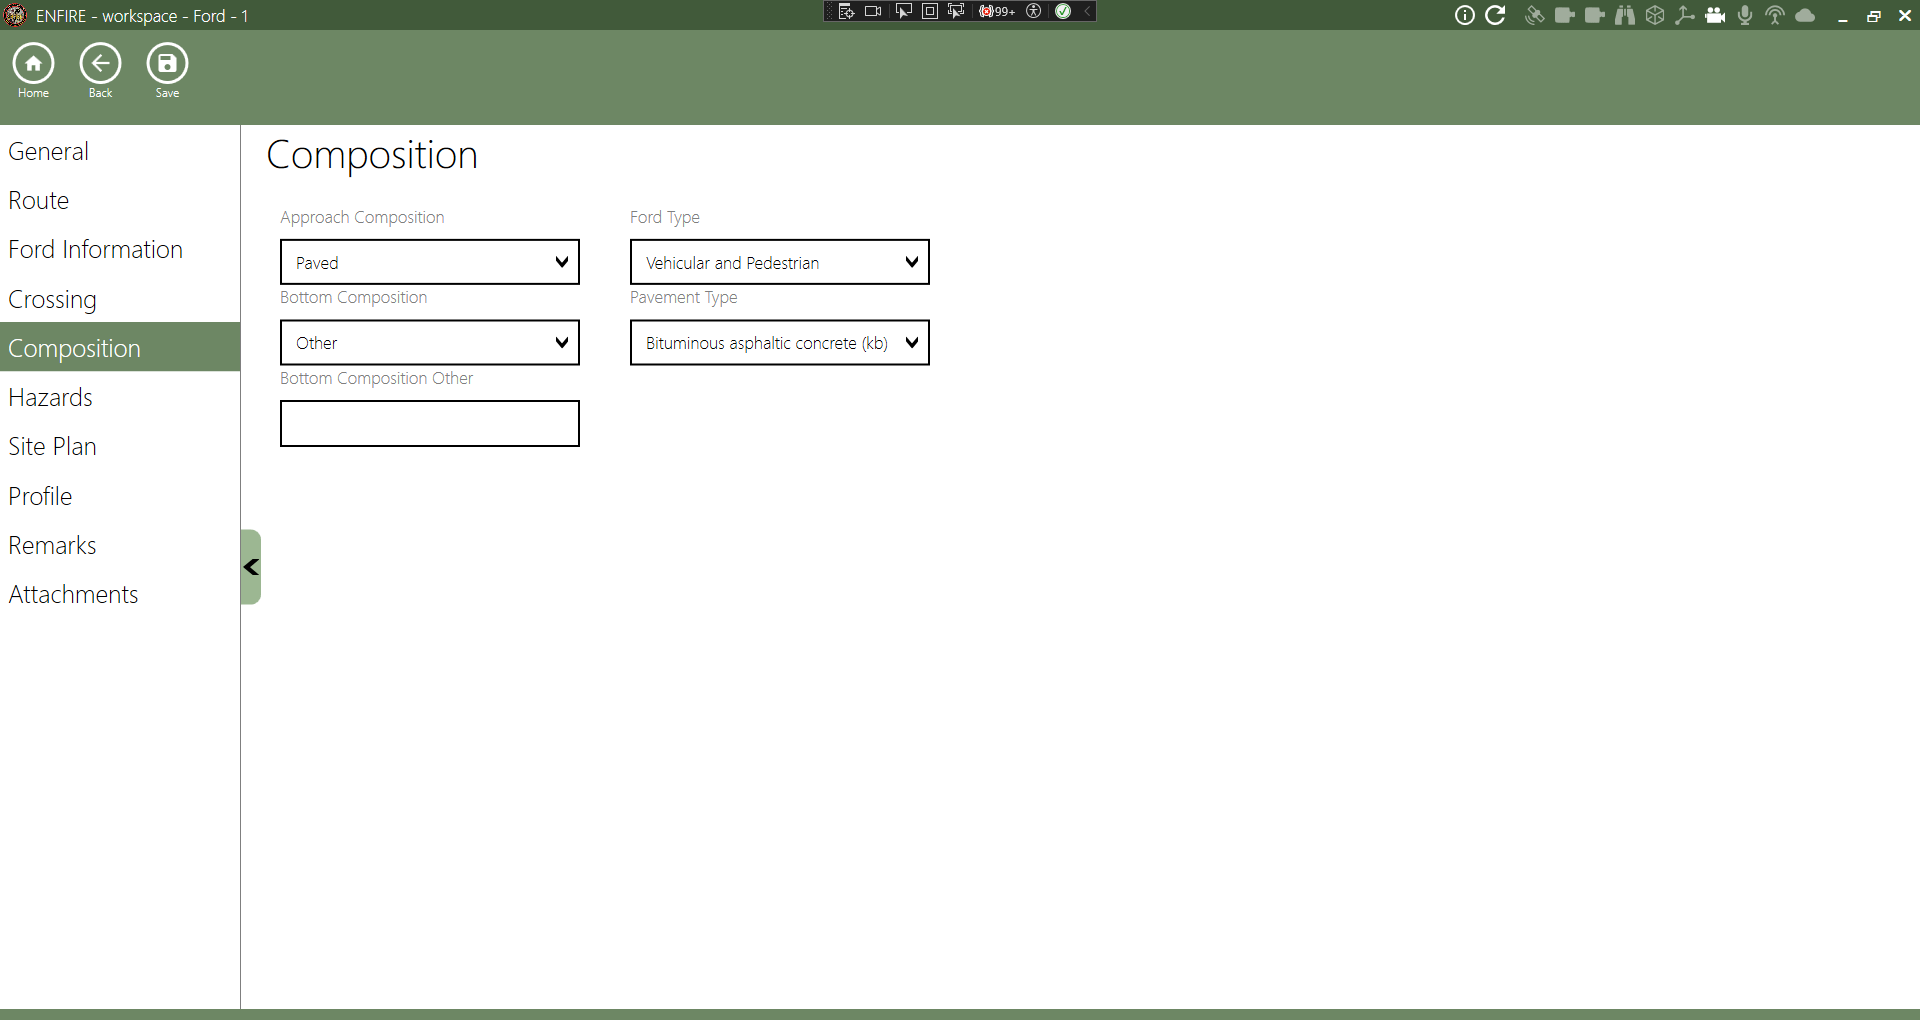 ENFIRE - workspace - Ford - 1
99+
Home
Back
Save
General
Route
Ford Information
Crossing
Composition
Hazards
Site Plan
Profile
Remarks
Attachments
Composition
Approach Composition
Ford Type
Paved
Vehicular and Pedestrian
Bottom Composition
Pavement Type
Other
Bituminous asphaltic concrete (kb)
Bottom Composition Other